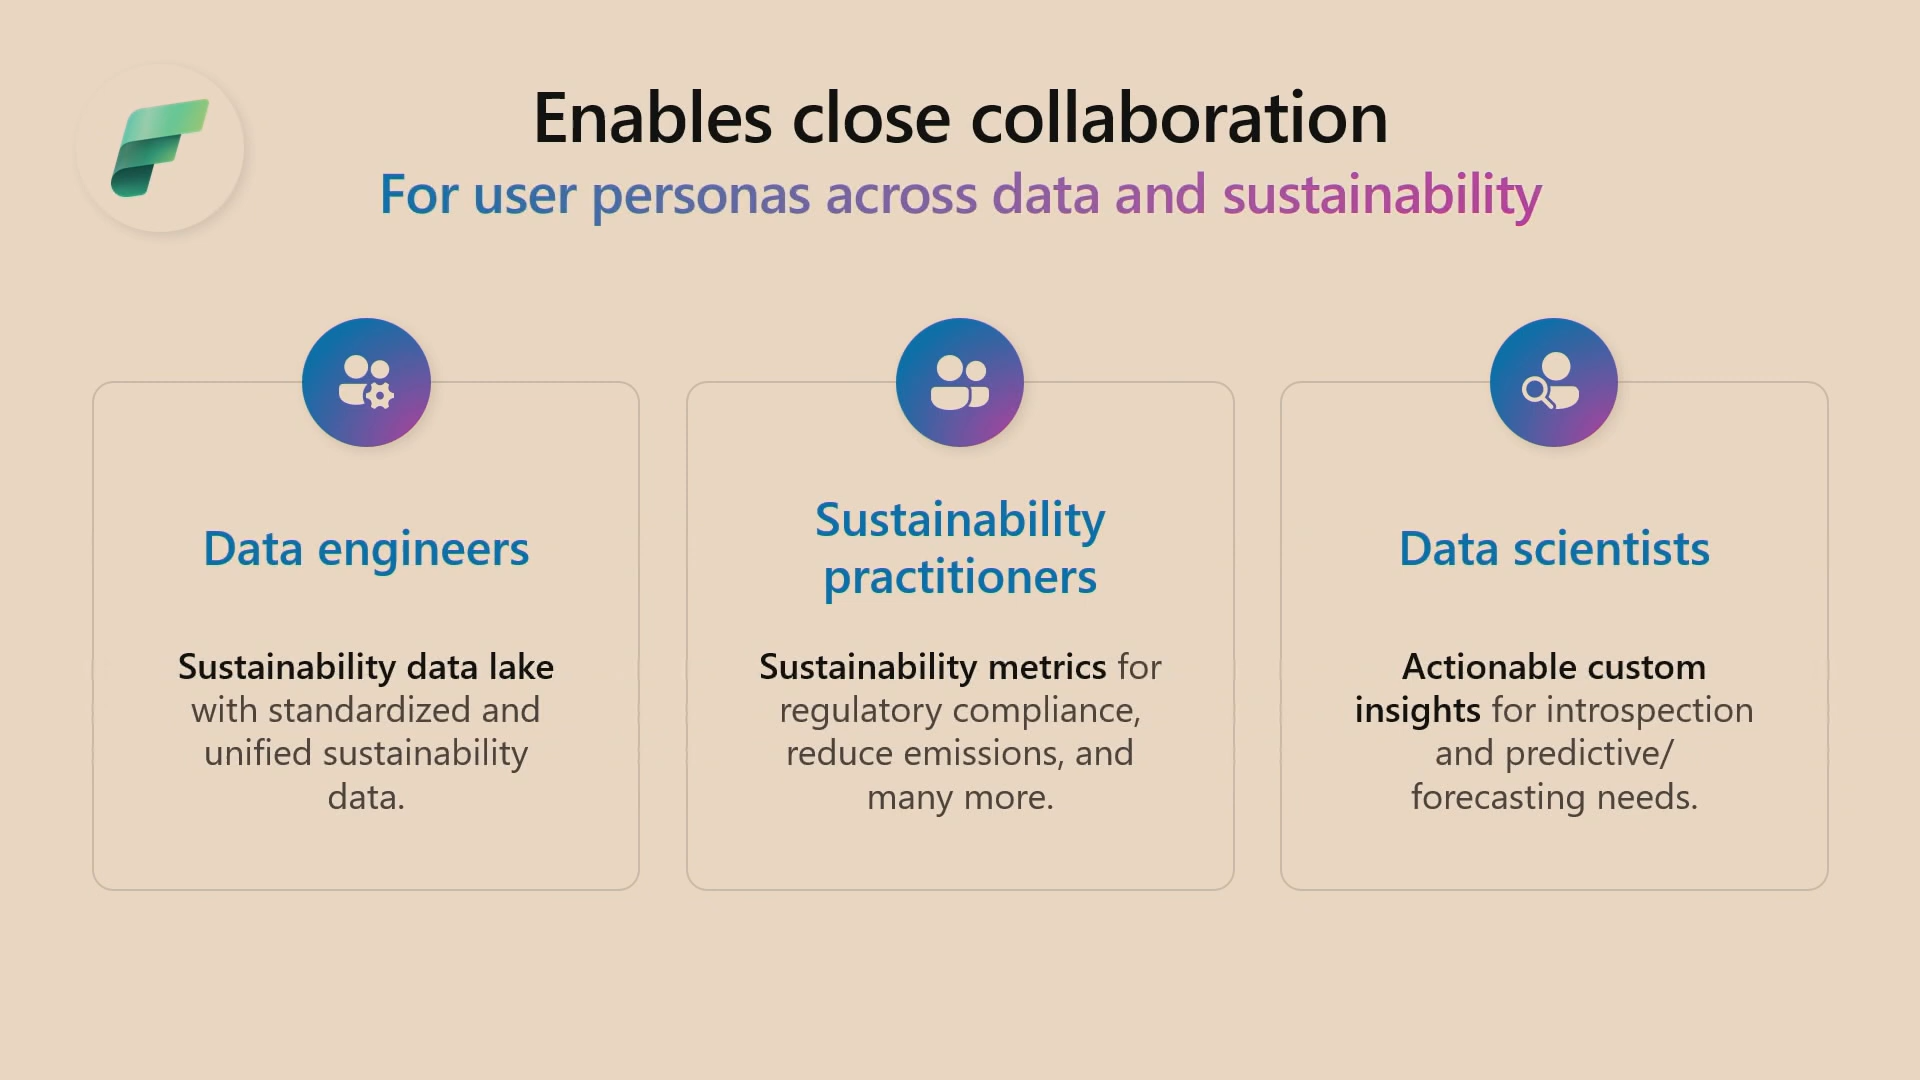 Enables close collaboration
For user personas across data and sustainability
Data engineers
Sustainability data lake
with standardized and
unified sustainability
data.
Sustainability
practitioners
Sustainability metrics for
regulatory compliance,
reduce emissions, and
many more.
Data scientists
Actionable custom
insights for introspection
and predictive/
forecasting needs.